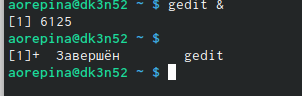 aorepina@dk3n52 ~ $ gedit &
[1] 6125
aorepina@dk3n52 ~ $
[1]+  Завершён        gedit
aorepina@dk3n52 ~ $